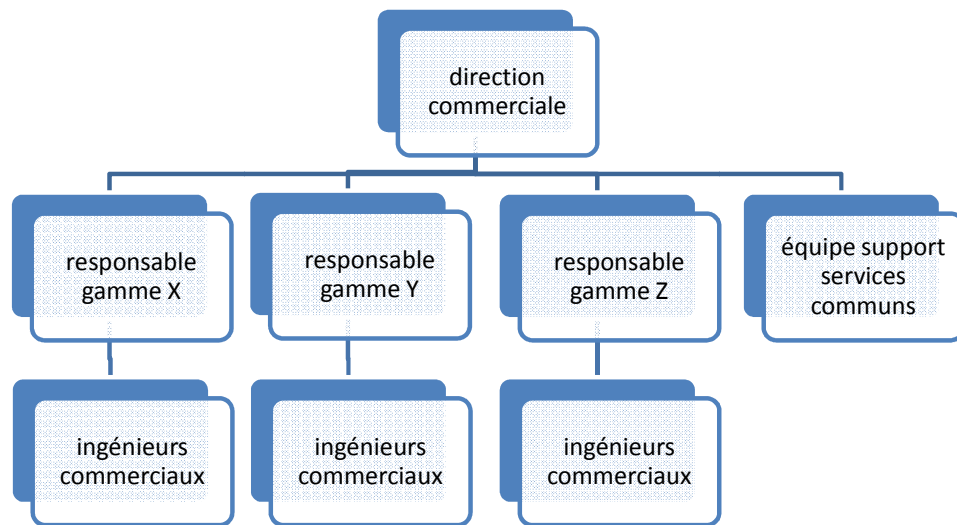 direction
commerciale
responsable
gamme X
responsable
gamme Y
responsable
gamme Z
équipe support
services
communs
ingénieurs
commerciaux
ingénieurs
commerciaux
ingénieurs
commerciaux